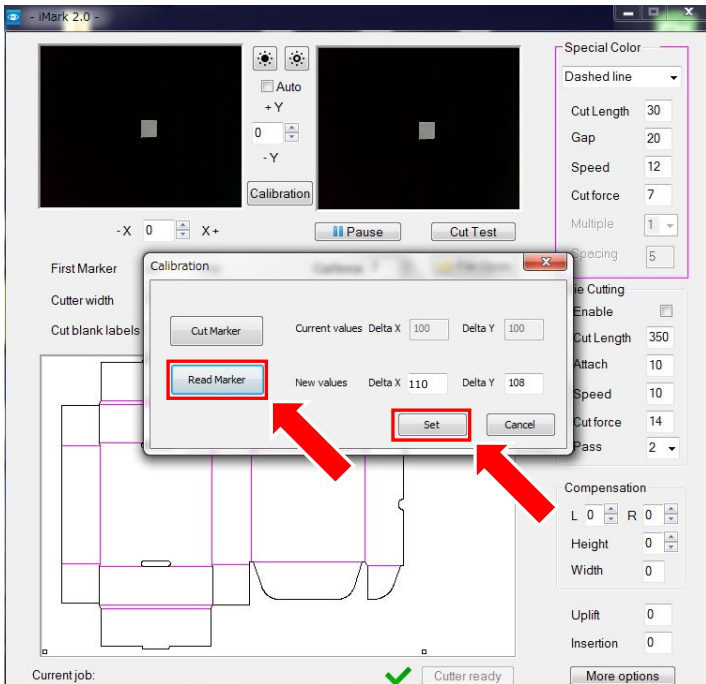 - iMark 2.0 -
Special Color
Dashed line
Auto
+ Y
0
- Y
Calibration
Cut Length 30
Gap 20
Speed 12
Cut force 7
Multiple 1
Spacing 5
- X 0 X +
Pause
Cut Test
First Marker
Cutter width
Cut blank labels
Calibration
Cut Marker
Current values Delta X 100 Delta Y 100
Read Marker
New values Delta X 110 Delta Y 108
Set
Cancel
ie Cutting
Enable
Cut Length 350
Attach 10
Speed 10
Cut force 14
Pass 2
Compensation
L 0 R 0
Height 0
Width 0
Uplift 0
Insertion 0
Current job:
Cutter ready
More options